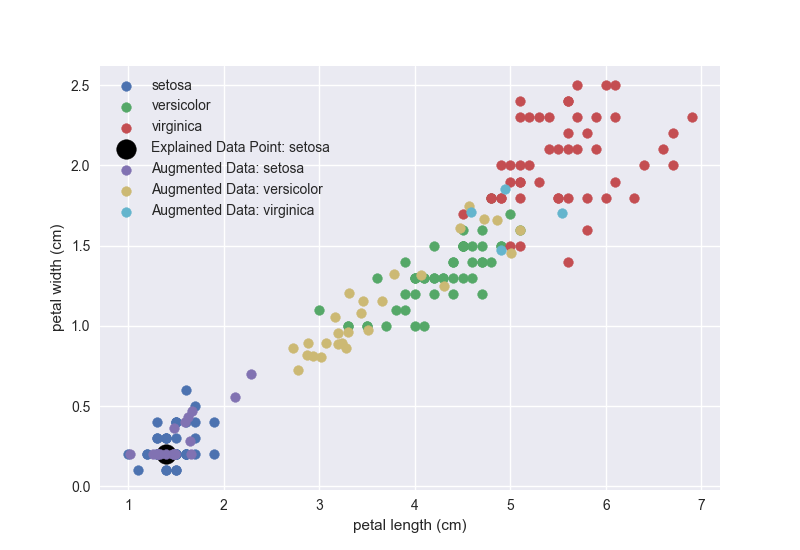 2.5
2.0
1.5
1.0
0.5
0.0
petal width (cm)
setosa
versicolor
virginica
Explained Data Point: setosa
Augmented Data: setosa
Augmented Data: versicolor
Augmented Data: virginica
1 2 3 4 5 6 7
petal length (cm)